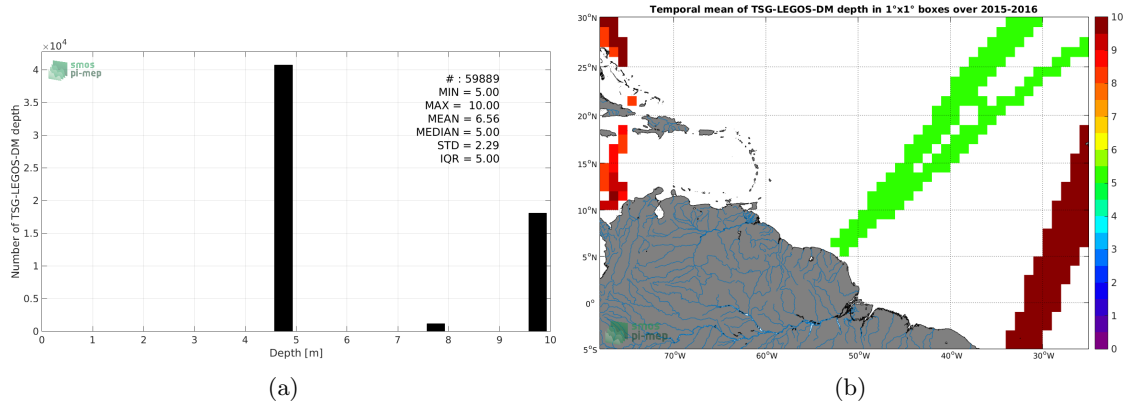 ×10⁴
smos
pi-mep
# : 59889
MIN = 5.00
MAX = 10.00
MEAN = 6.56
MEDIAN = 5.00
STD = 2.29
IQR = 5.00
Number of TSG-LEGOS-DM depth
4
3.5
3
2.5
2
1.5
1
0.5
0
0 1 2 3 4 5 6 7 8 9 10
Depth [m]
(a)
Temporal mean of TSG-LEGOS-DM depth in 1°x1° boxes over 2015-2016
30°N
25°N
20°N
15°N
10°N
5°N
0°
5°S
70°W 60°W 50°W 40°W 30°W
smos
pi-mep
10
9
8
7
6
5
4
3
2
1
0
(b)